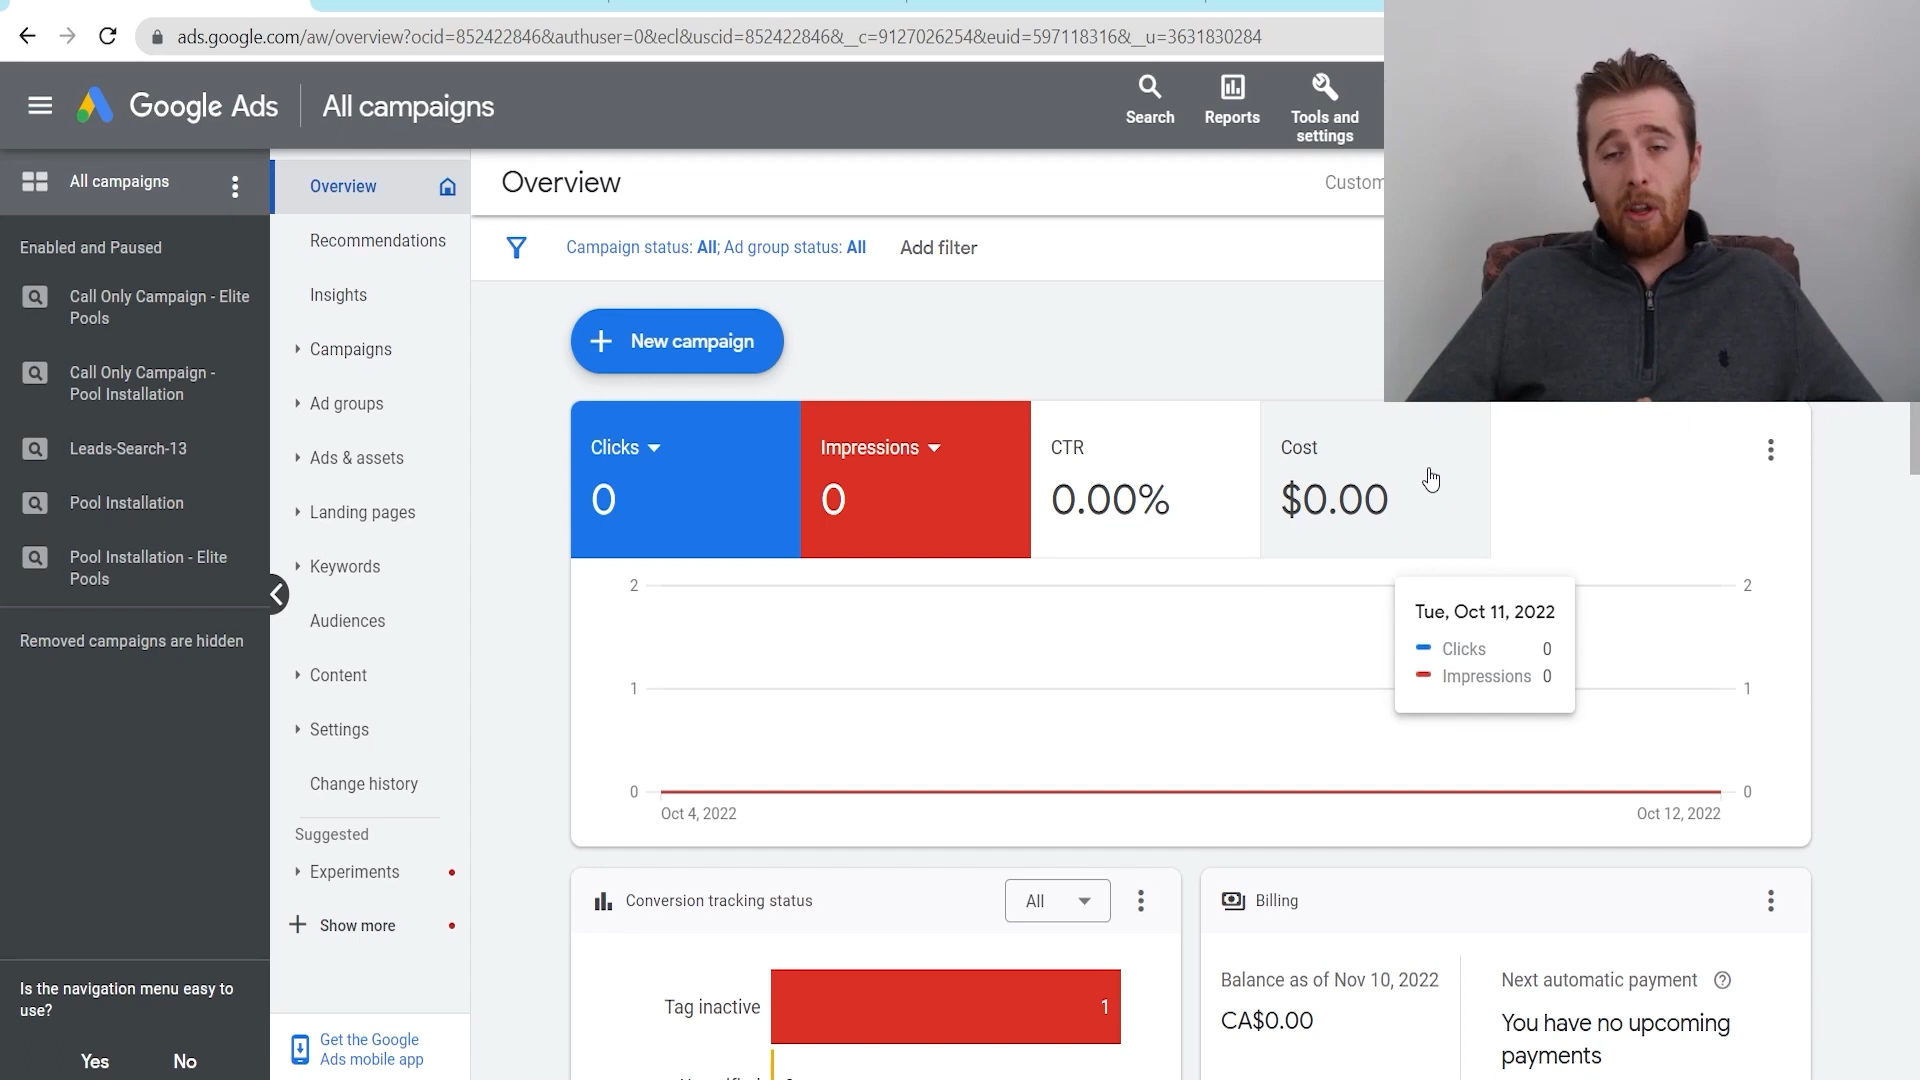 ads.google.com/aw/overview?ocid=852422846&authuser=0&ecl&uscid=852422846&__c=9127026254&euid=597118316&__u=3631830284
Google Ads
All campaigns
Search
Reports
Tools and
settings
All campaigns
Enabled and Paused
Call Only Campaign - Elite
Pools
Call Only Campaign -
Pool Installation
Leads-Search-13
Pool Installation
Pool Installation - Elite
Pools
Removed campaigns are hidden
Is the navigation menu easy to
use?
Yes
No
Overview
Recommendations
Insights
Campaigns
Ad groups
Ads & assets
Landing pages
Keywords
Audiences
Content
Settings
Change history
Suggested
Experiments
Show more
Get the Google
Ads mobile app
Overview
Custom
Campaign status: All; Ad group status: All
Add filter
New campaign
Clicks
0
Impressions
0
CTR
0.00%
Cost
$0.00
2
2
1
1
0
0
Oct 4, 2022
Oct 12, 2022
Tue, Oct 11, 2022
Clicks 0
Impressions 0
Conversion tracking status
All
Tag inactive
1
Billing
Balance as of Nov 10, 2022
CA$0.00
Next automatic payment
You have no upcoming
payments